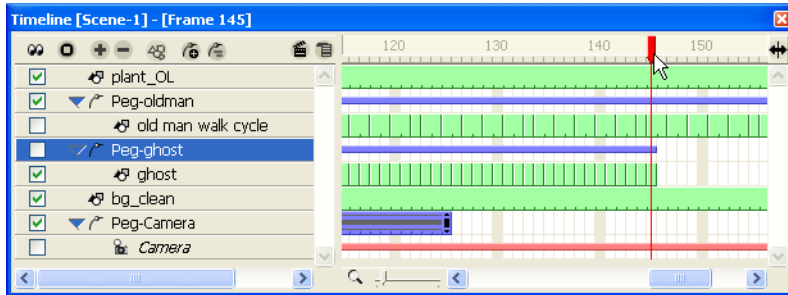 Timeline [Scene-1] - [Frame 145]
120 130 140 150
plant_OL
Peg-oldman
old man walk cycle
Peg-ghost
ghost
bg_clean
Peg-Camera
Camera